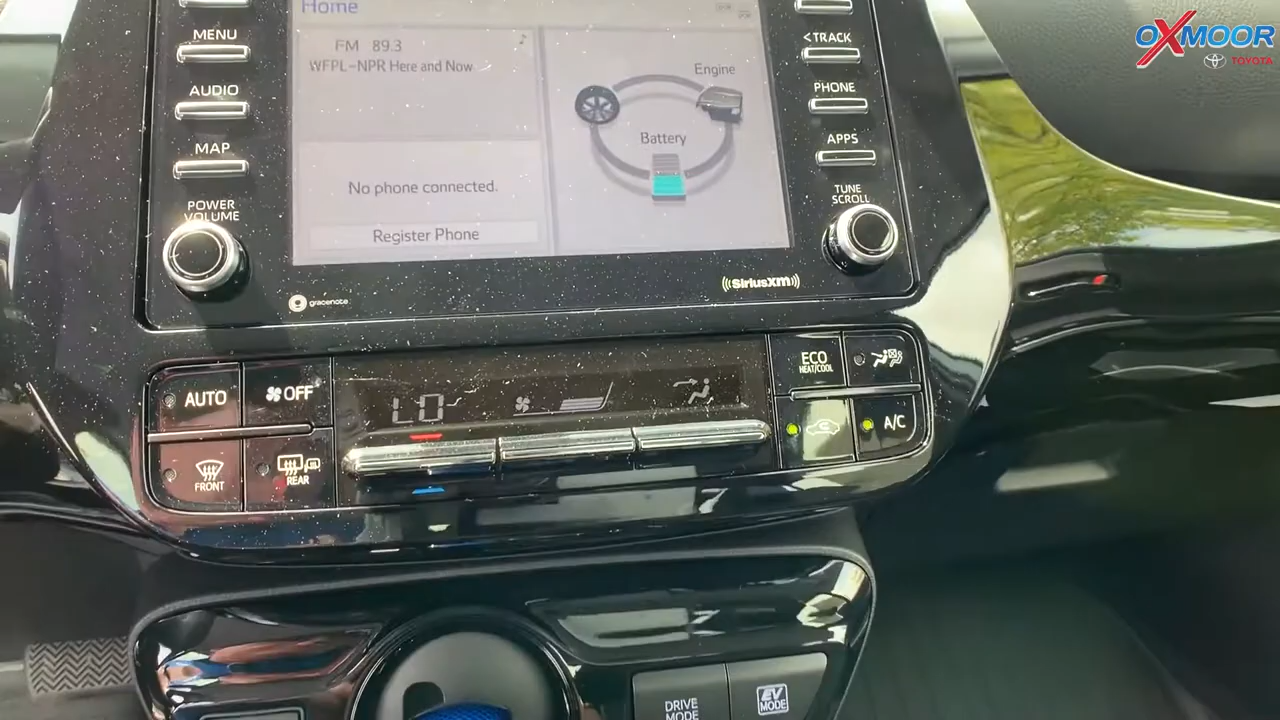 Home
OXMOOR
TOYOTA
MENU
FM 89.3
WFPL-NPR Here and Now
<TRACK
Engine
AUDIO
PHONE
Battery
MAP
APPS
No phone connected.
POWER
VOLUME
TUNE
SCROLL
Register Phone
gracenote
((SiriusXM))
AUTO
OFF
LO
ECO
HEAT/COOL
A/C
FRONT
REAR
DRIVE
MODE
EV
MODE